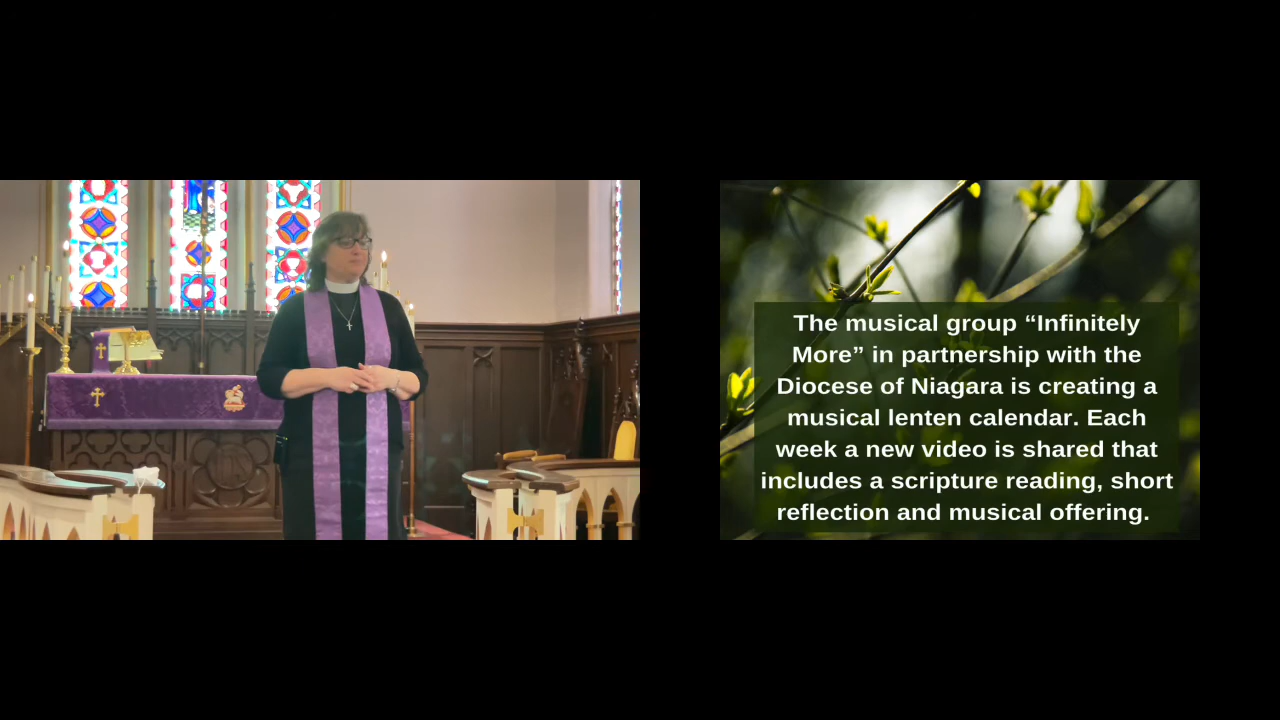 The musical group “Infinitely
More” in partnership with the
Diocese of Niagara is creating a
musical lenten calendar. Each
week a new video is shared that
includes a scripture reading, short
reflection and musical offering.